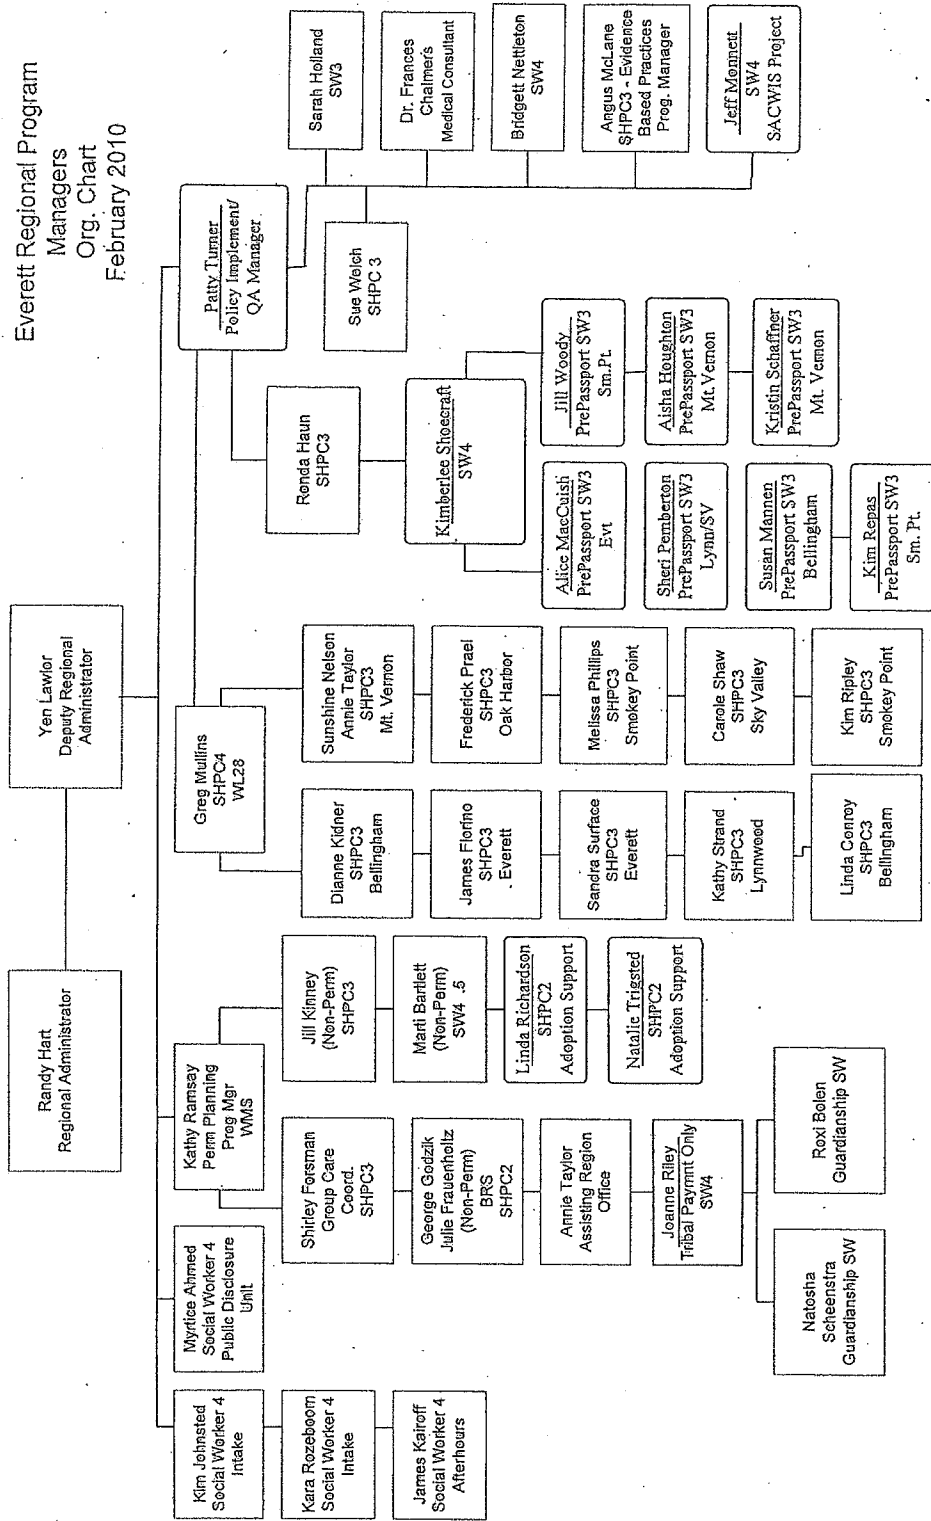 Everett Regional Program
Managers
Org. Chart
February 2010
Randy Hart
Regional Administrator
Yen Lawlor
Deputy Regional
Administrator
Kim Johnsted
Social Worker 4
Intake
Kara Rozeboom
Social Worker 4
Intake
James Kairoff
Social Worker 4
Afterhours
Myrtice Ahmed
Social Worker 4
Public Disclosure
Unit
Kathy Ramsay
Perm Planning
Prog Mgr
WMS
Shirley Forsman
Group Care
Coord.
SHPC3
George Godzik
Julie Frauenholtz
(Non-Perm)
BRS
SHPC2
Annie Taylor
Assisting Region
Office
Joanne Riley
Tribal Paymnt Only
SW4
Natosha
Scheenstra
Guardianship SW
Roxi Bolen
Guardianship SW
Jill Kinney
(Non-Perm)
SHPC3
Marti Bartlett
(Non-Perm)
SW4 .5
Linda Richardson
SHPC2
Adoption Support
Natalie Trigsted
SHPC2
Adoption Support
Greg Mullins
SHPC4
WL28
Dianne Kidner
SHPC3
Bellingham
James Fiorino
SHPC3
Everett
Sandra Surface
SHPC3
Everett
Kathy Strand
SHPC3
Lynnwood
Linda Conroy
SHPC3
Bellingham
Sunshine Nelson
Annie Taylor
SHPC3
Mt. Vernon
Frederick Prael
SHPC3
Oak Harbor
Melissa Phillips
SHPC3
Smokey Point
Carole Shaw
SHPC3
Sky Valley
Kim Ripley
SHPC3
Smokey Point
Patty Turner
Policy Implement/
QA Manager
Ronda Haun
SHPC3
Kimberlee Shoecraft
SW4
Alice MacCuish
PrePassport SW3
Evt
Sheri Pemberton
PrePassport SW3
Lynn/SV
Susan Mannen
PrePassport SW3
Bellingham
Kim Repas
PrePassport SW3
Sm. Pt.
Jill Woody
PrePassport SW3
Sm.Pt.
Aisha Houghton
PrePassport SW3
Mt.Vernon
Kristin Schaffner
PrePassport SW3
Mt. Vernon
Sue Welch
SHPC 3
Sarah Holland
SW3
Dr. Frances
Chalmer's
Medical Consultant
Bridgett Nettleton
SW4
Angus McLane
SHPC3 - Evidence
Based Practices
Prog. Manager
Jeff Monnett
SW4
SACWIS Project